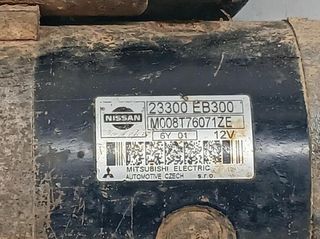 NISSAN
23300 EB300
M008T76071ZE
6Y 01 12V
MITSUBISHI ELECTRIC
AUTOMOTIVE CZECH s.r.o.